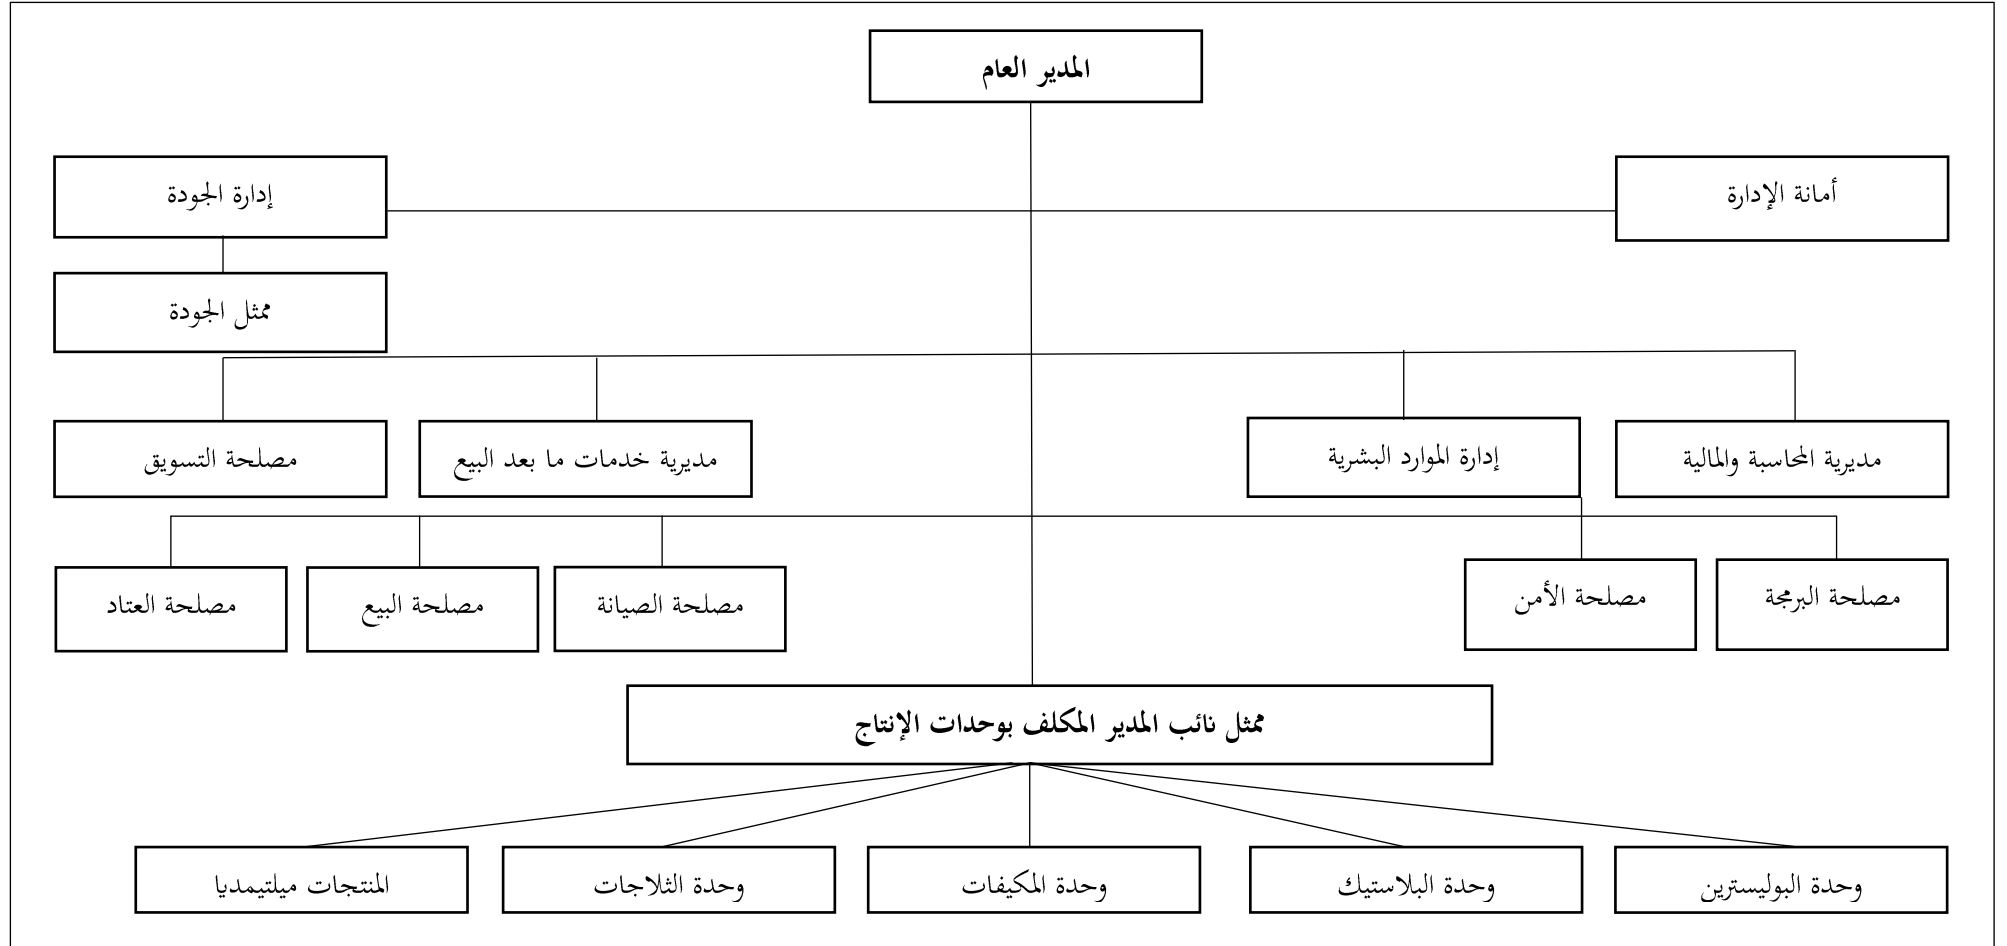 المدير العام
أمانة الإدارة
إدارة الجودة
ممثل الجودة
مديرية المحاسبة والمالية
إدارة الموارد البشرية
مديرية خدمات ما بعد البيع
مصلحة التسويق
مصلحة البرمجة
مصلحة الأمن
مصلحة الصيانة
مصلحة البيع
مصلحة العتاد
ممثل نائب المدير المكلف بوحدات الإنتاج
وحدة البوليسترين
وحدة البلاستيك
وحدة المكيفات
وحدة الثلاجات
المنتجات ميلتيمديا